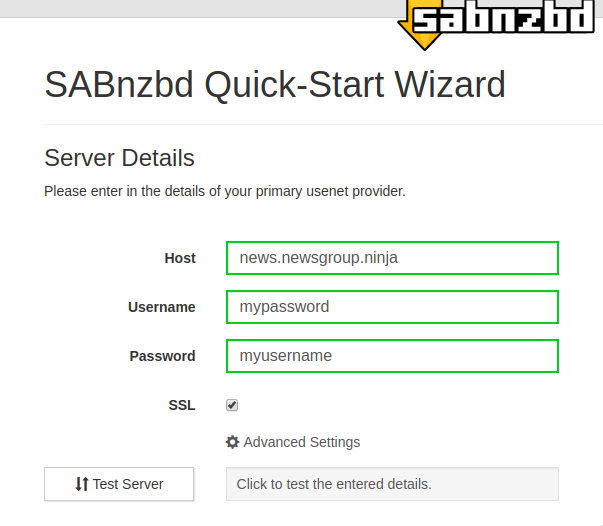 sabnzbd
SABnzbd Quick-Start Wizard
Server Details
Please enter in the details of your primary usenet provider.
Host news.newsgroup.ninja
Username mypassword
Password myusername
SSL
Advanced Settings
Test Server Click to test the entered details.